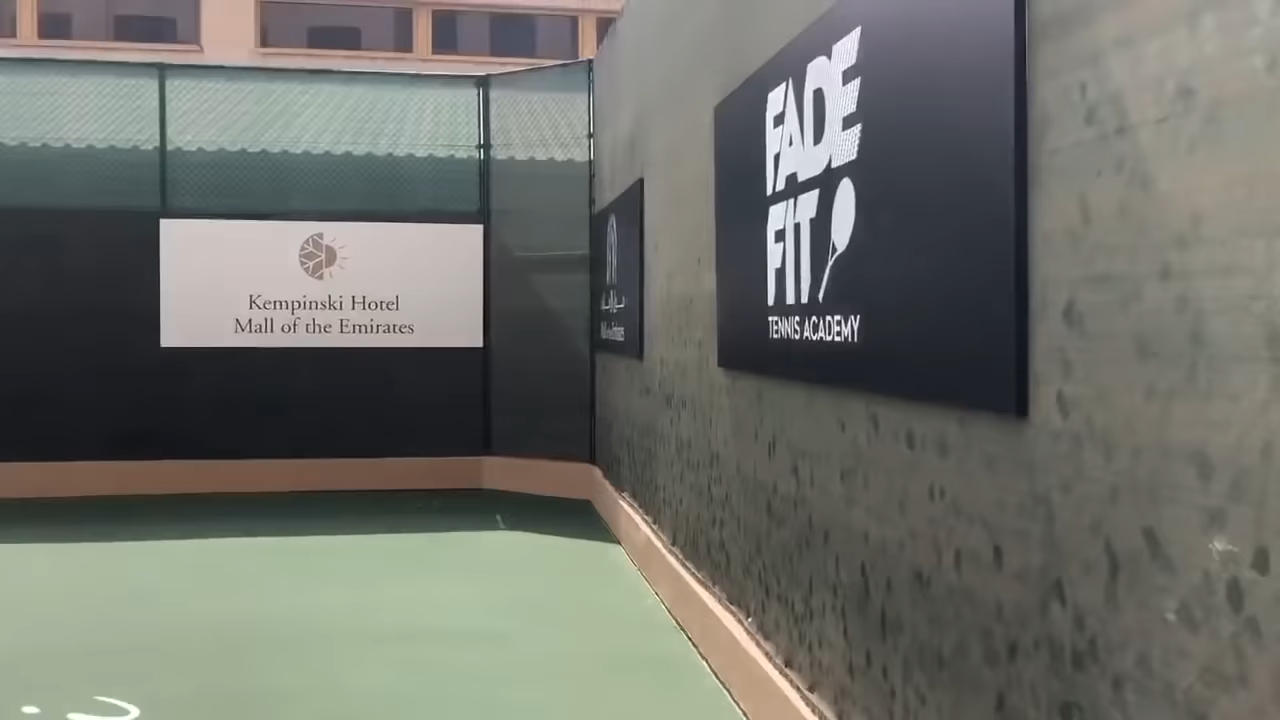 Kempinski Hotel
Mall of the Emirates
FADE
FIT
TENNIS ACADEMY